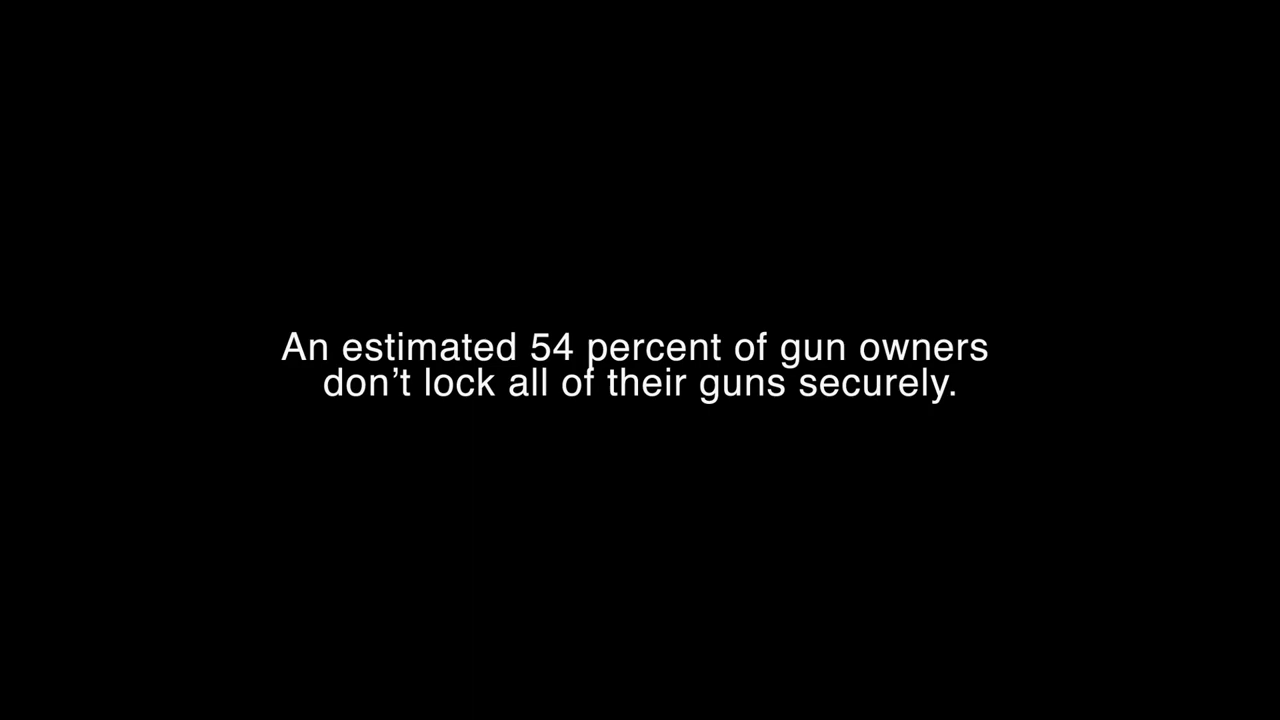 An estimated 54 percent of gun owners
don’t lock all of their guns securely.